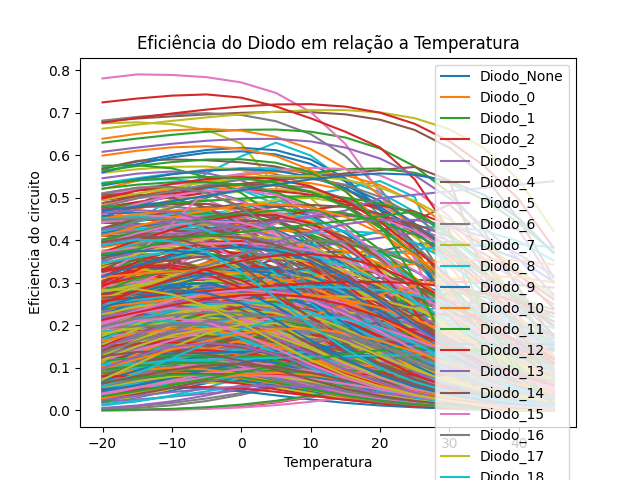 Eficiência do Diodo em relação a Temperatura
Eficiencia do circuito
0.8
0.7
0.6
0.5
0.4
0.3
0.2
0.1
0.0
−20
−10
0
10
20
30
40
Temperatura
Diodo_None
Diodo_0
Diodo_1
Diodo_2
Diodo_3
Diodo_4
Diodo_5
Diodo_6
Diodo_7
Diodo_8
Diodo_9
Diodo_10
Diodo_11
Diodo_12
Diodo_13
Diodo_14
Diodo_15
Diodo_16
Diodo_17
Diodo_18